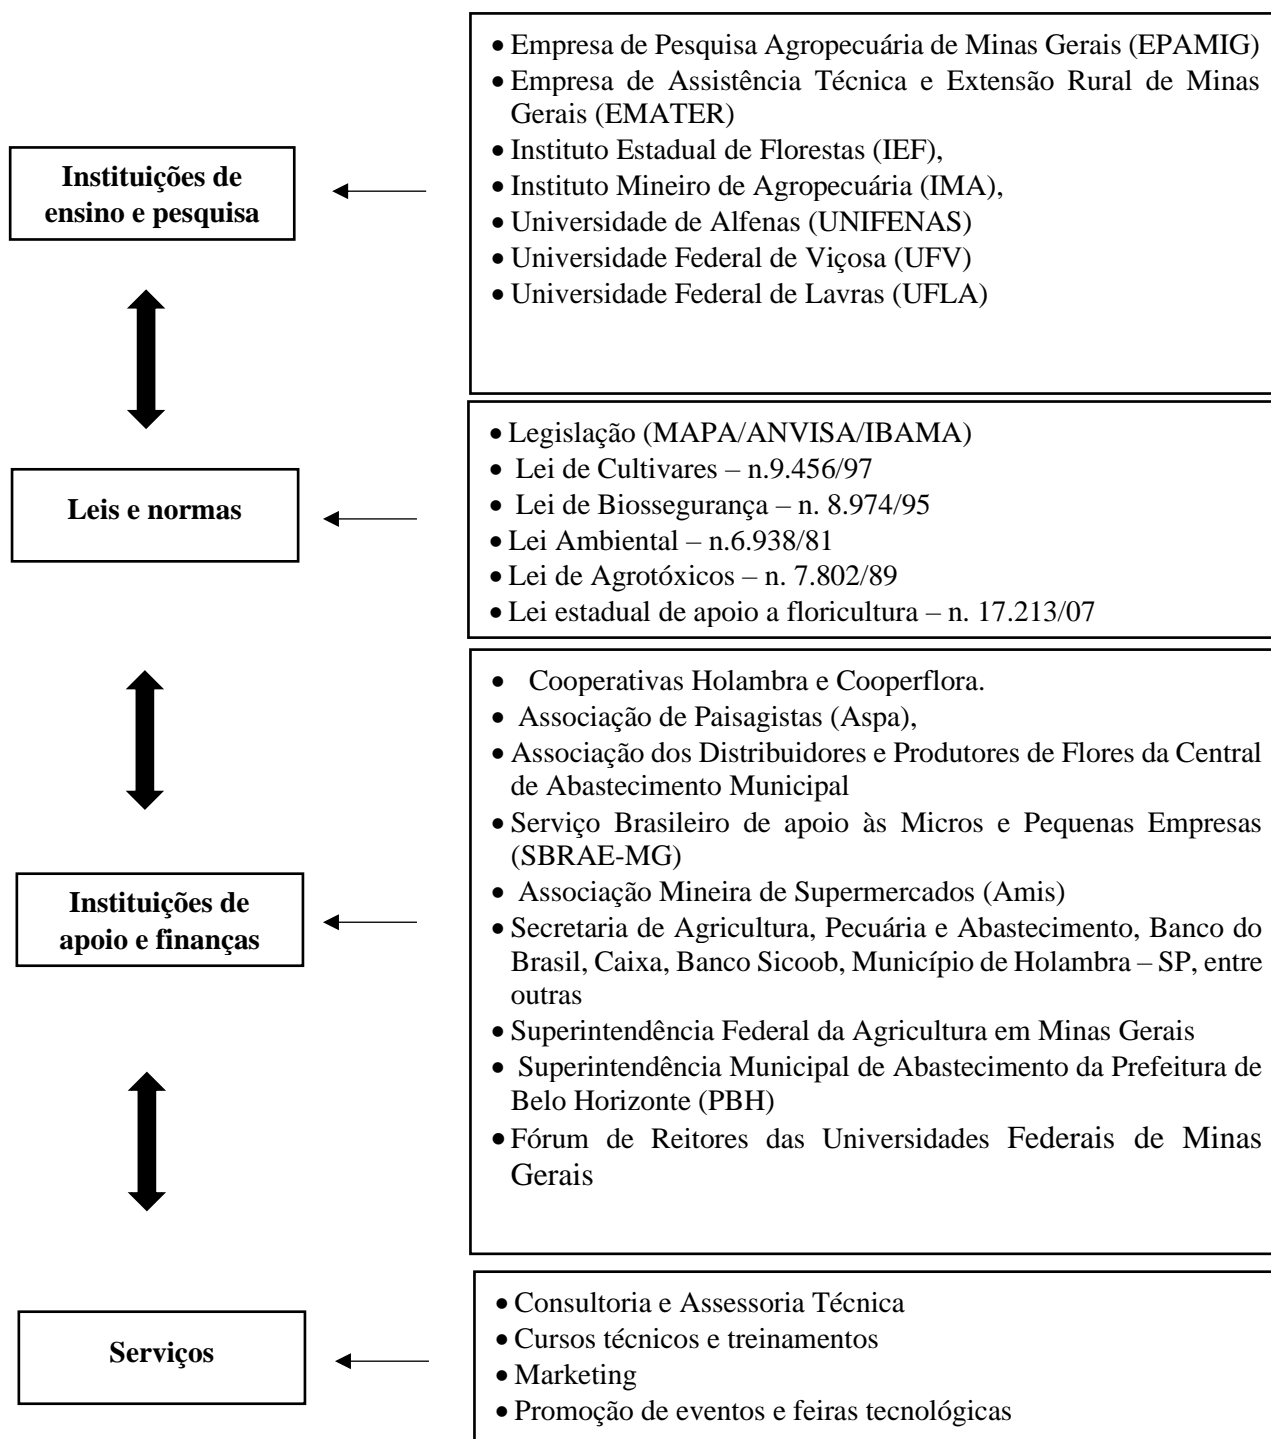 • Empresa de Pesquisa Agropecuária de Minas Gerais (EPAMIG)
• Empresa de Assistência Técnica e Extensão Rural de Minas
Gerais (EMATER)
• Instituto Estadual de Florestas (IEF),
• Instituto Mineiro de Agropecuária (IMA),
• Universidade de Alfenas (UNIFENAS)
• Universidade Federal de Viçosa (UFV)
• Universidade Federal de Lavras (UFLA)
Instituições de
ensino e pesquisa
• Legislação (MAPA/ANVISA/IBAMA)
• Lei de Cultivares – n.9.456/97
• Lei de Biossegurança – n. 8.974/95
• Lei Ambiental – n.6.938/81
• Lei de Agrotóxicos – n. 7.802/89
• Lei estadual de apoio a floricultura – n. 17.213/07
Leis e normas
• Cooperativas Holambra e Cooperflora.
• Associação de Paisagistas (Aspa),
• Associação dos Distribuidores e Produtores de Flores da Central
de Abastecimento Municipal
• Serviço Brasileiro de apoio às Micros e Pequenas Empresas
(SBRAE-MG)
• Associação Mineira de Supermercados (Amis)
• Secretaria de Agricultura, Pecuária e Abastecimento, Banco do
Brasil, Caixa, Banco Sicoob, Município de Holambra – SP, entre
outras
• Superintendência Federal da Agricultura em Minas Gerais
• Superintendência Municipal de Abastecimento da Prefeitura de
Belo Horizonte (PBH)
• Fórum de Reitores das Universidades Federais de Minas
Gerais
Instituições de
apoio e finanças
• Consultoria e Assessoria Técnica
• Cursos técnicos e treinamentos
• Marketing
• Promoção de eventos e feiras tecnológicas
Serviços